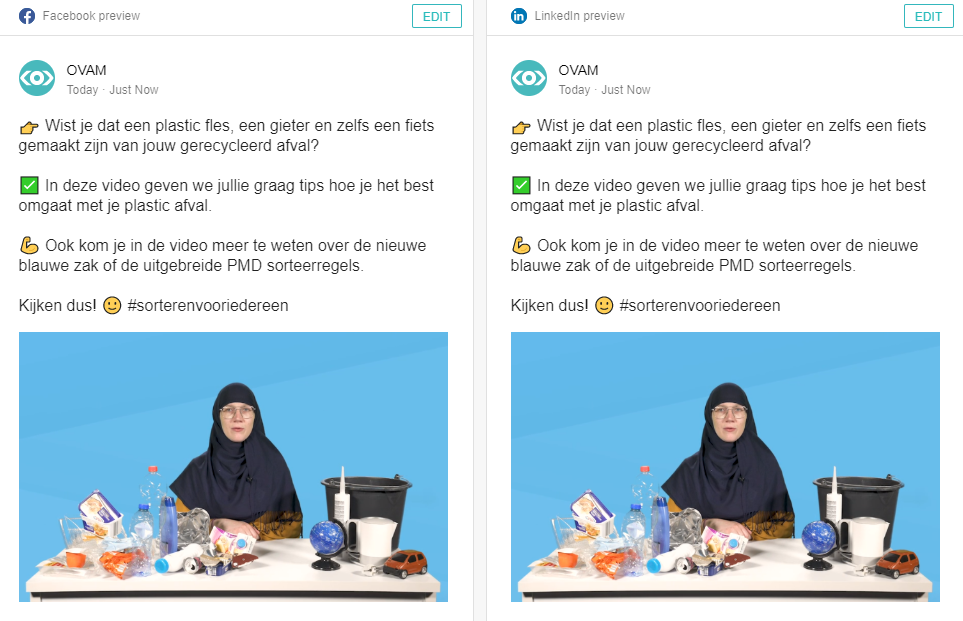 Facebook preview
EDIT
OVAM
Today · Just Now
👉 Wist je dat een plastic fles, een gieter en zelfs een fiets
gemaakt zijn van jouw gerecycleerd afval?
✅ In deze video geven we jullie graag tips hoe je het best
omgaat met je plastic afval.
💪 Ook kom je in de video meer te weten over de nieuwe
blauwe zak of de uitgebreide PMD sorteerregels.
Kijken dus! 🙂 #sorterenvooriedereen
LinkedIn preview
EDIT
OVAM
Today · Just Now
👉 Wist je dat een plastic fles, een gieter en zelfs een fiets
gemaakt zijn van jouw gerecycleerd afval?
✅ In deze video geven we jullie graag tips hoe je het best
omgaat met je plastic afval.
💪 Ook kom je in de video meer te weten over de nieuwe
blauwe zak of de uitgebreide PMD sorteerregels.
Kijken dus! 🙂 #sorterenvooriedereen